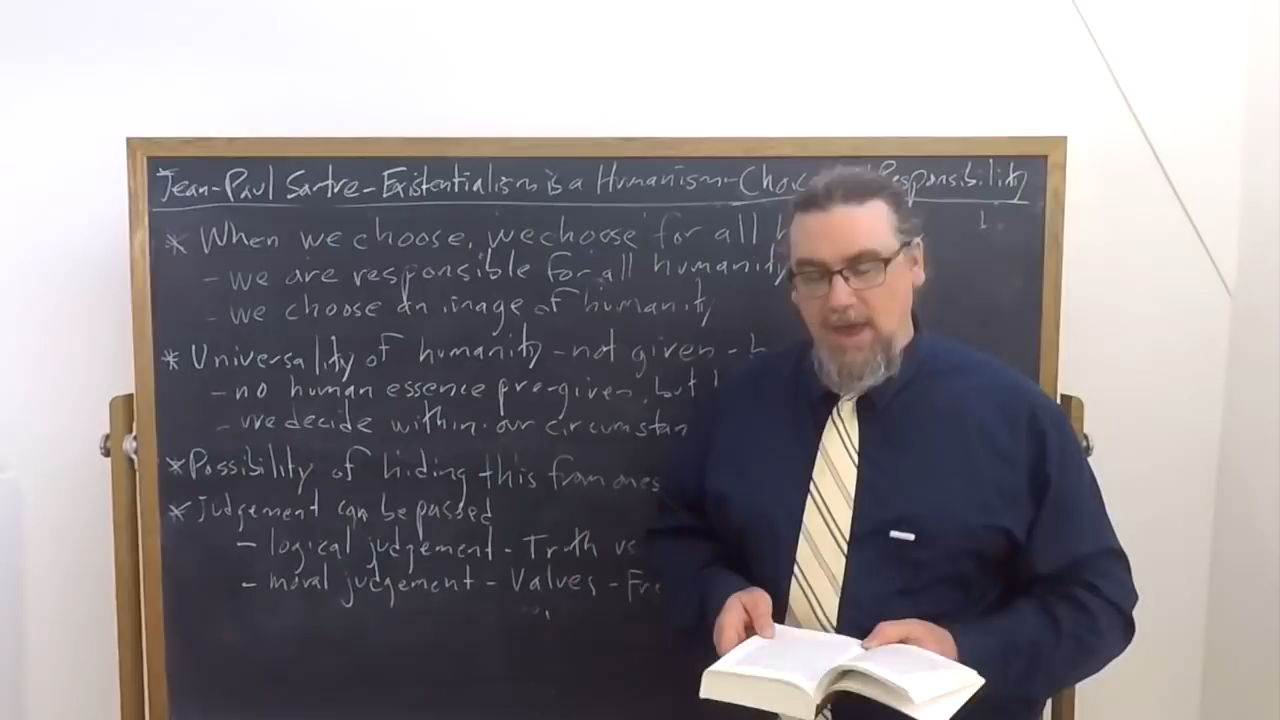 Jean-Paul Sartre - Existentialism is a Humanism - Choic Responsibility
* When we choose, we choose for all h
- we are responsible for all humanity
- we choose an image of humanity
* Universality of humanity - not given - b
- no human essence pre-given, but
- we decide within our circumstan
* Possibility of hiding this from ones
* Judgement can be passed
- logical judgement - Truth vs
- moral judgement - Values - Fre